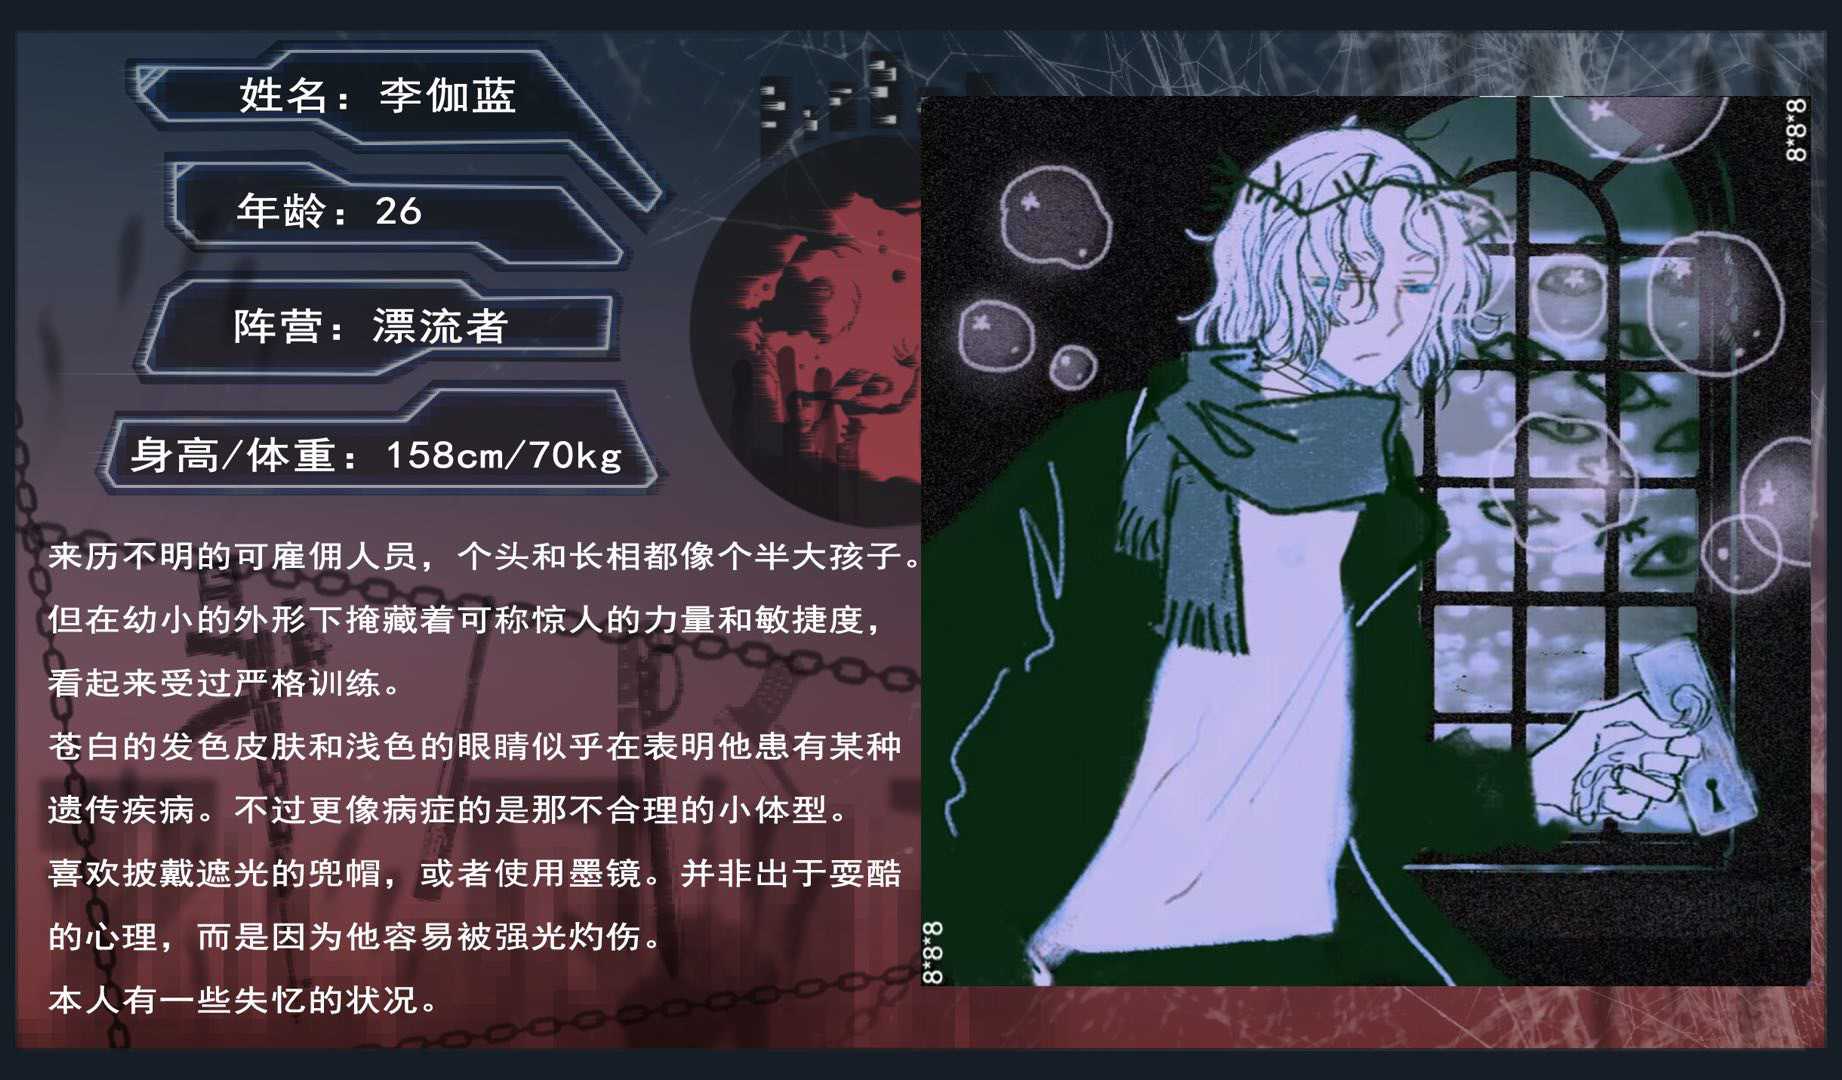 姓名：李伽蓝
年龄：26
阵营：漂流者
身高/体重：158cm/70kg
来历不明的可雇佣人员，个头和长相都像个半大孩子。
但在幼小的外形下掩藏着可称惊人的力量和敏捷度，
看起来受过严格训练。
苍白的发色皮肤和浅色的眼睛似乎在表明他患有某种
遗传疾病。不过更像病症的是那不合理的小体型。
喜欢披戴遮光的兜帽，或者使用墨镜。并非出于耍酷
的心理，而是因为他容易被强光灼伤。
本人有一些失忆的状况。
8*8*8
8*8*8